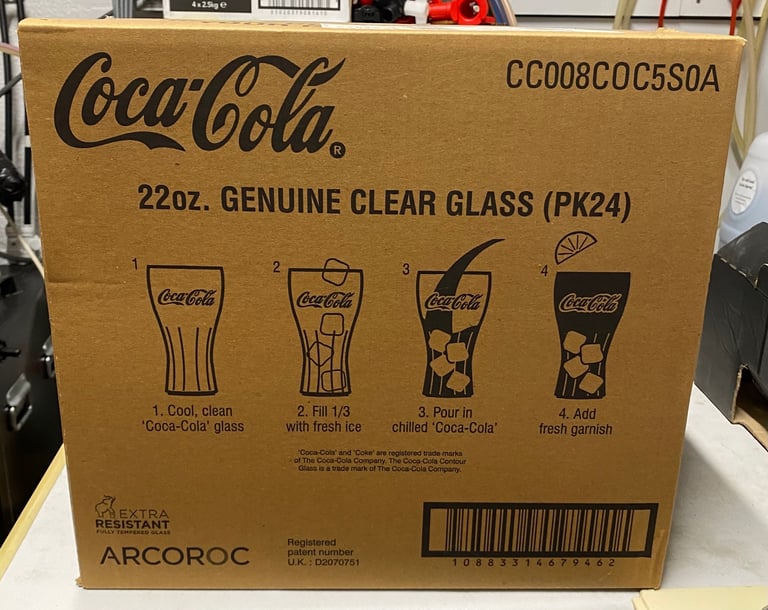 4 x 2.5kg e
Coca-Cola®
CC008COC5S0A
22oz. GENUINE CLEAR GLASS (PK24)
1
Coca-Cola
2
Coca-Cola
3
Coca-Cola
4
Coca-Cola
1. Cool, clean
'Coca-Cola' glass
2. Fill 1/3
with fresh ice
3. Pour in
chilled 'Coca-Cola'
4. Add
fresh garnish
'Coca-Cola' and 'Coke' are registered trade marks
of The Coca-Cola Company. The Coca-Cola Contour
Glass is a trade mark of The Coca-Cola Company.
EXTRA
RESISTANT
FULLY TEMPERED GLASS
ARCOROC
Registered
patent number
U.K. : D2070751
10883314679462